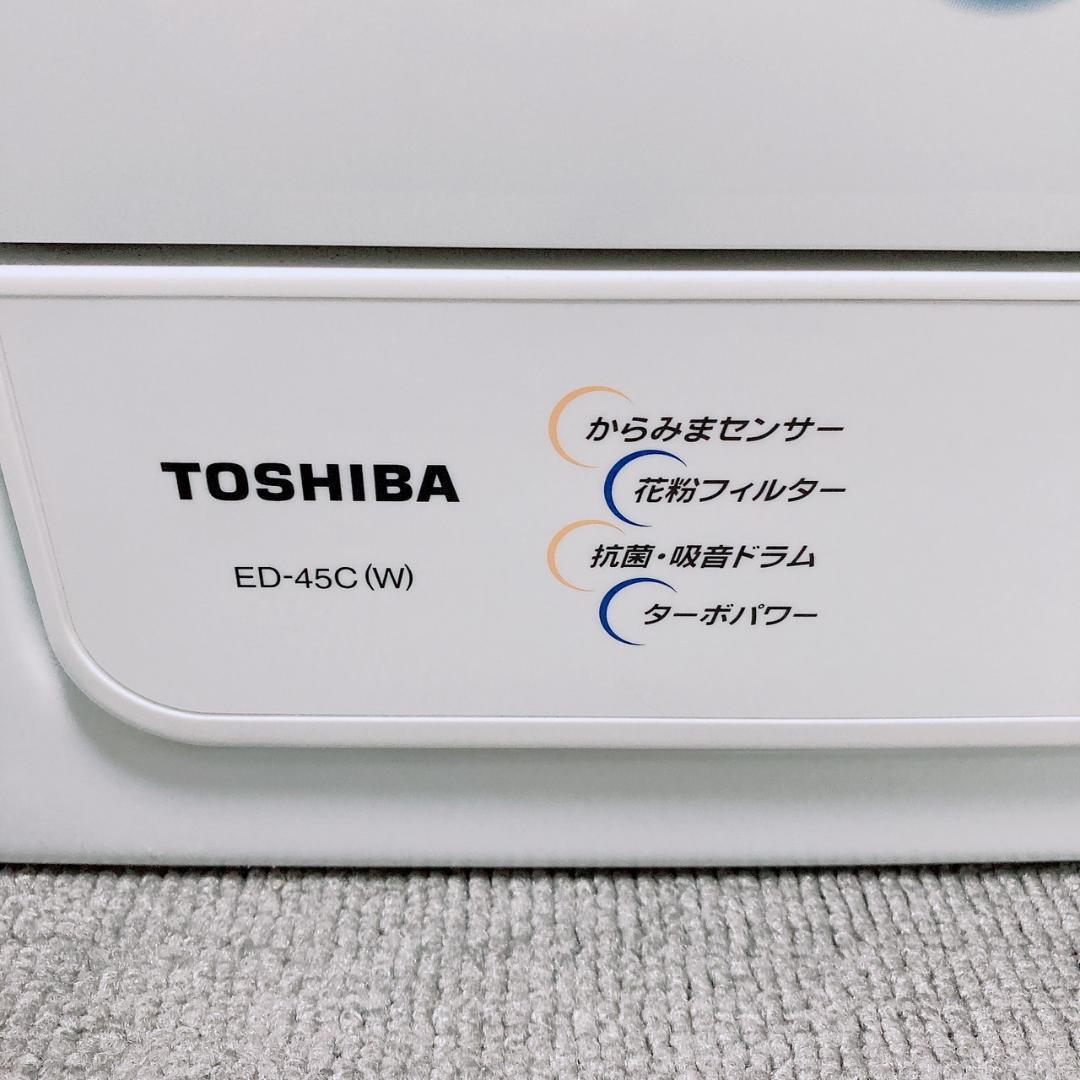 TOSHIBA
ED-45C(W)
からみまセンサー
花粉フィルター
抗菌・吸音ドラム
ターボパワー